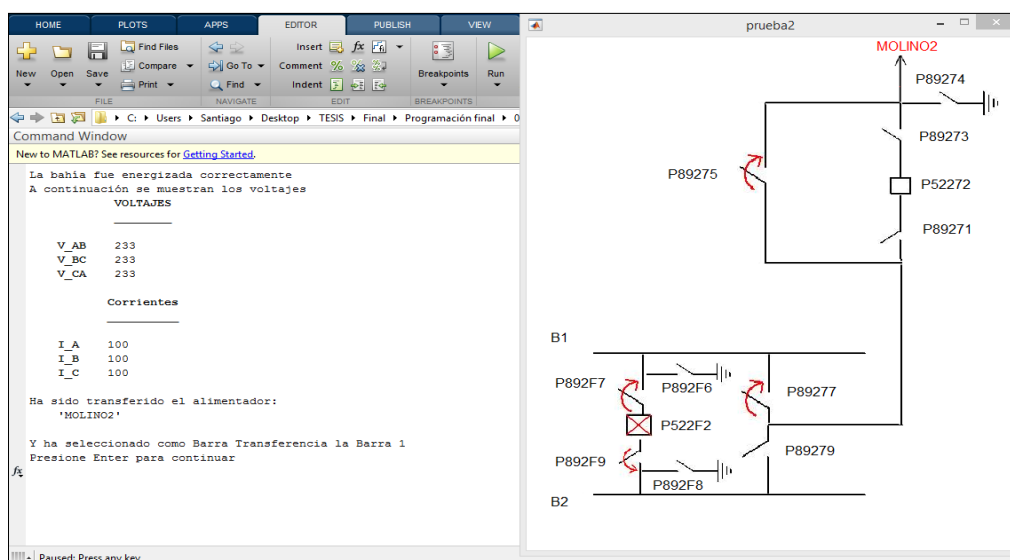 HOME PLOTS APPS EDITOR PUBLISH VIEW
New Open Save
Find Files
Compare
Print
Go To
Find
Insert fx
Comment %
Indent
Breakpoints
Run
FILE NAVIGATE EDIT BREAKPOINTS
C: Users Santiago Desktop TESIS Final Programación final 0
Command Window
New to MATLAB? See resources for Getting Started.
La bahía fue energizada correctamente
A continuación se muestran los voltajes
VOLTAJES
V_AB 233
V_BC 233
V_CA 233
Corrientes
I_A 100
I_B 100
I_C 100
Ha sido transferido el alimentador:
'MOLINO2'
Y ha seleccionado como Barra Transferencia la Barra 1
Presione Enter para continuar
fx
Paused: Press any key
prueba2
MOLINO2
P89274
P89273
P89275
P52272
P89271
B1
P892F7
P892F6
P89277
P522F2
P89279
P892F9
P892F8
B2